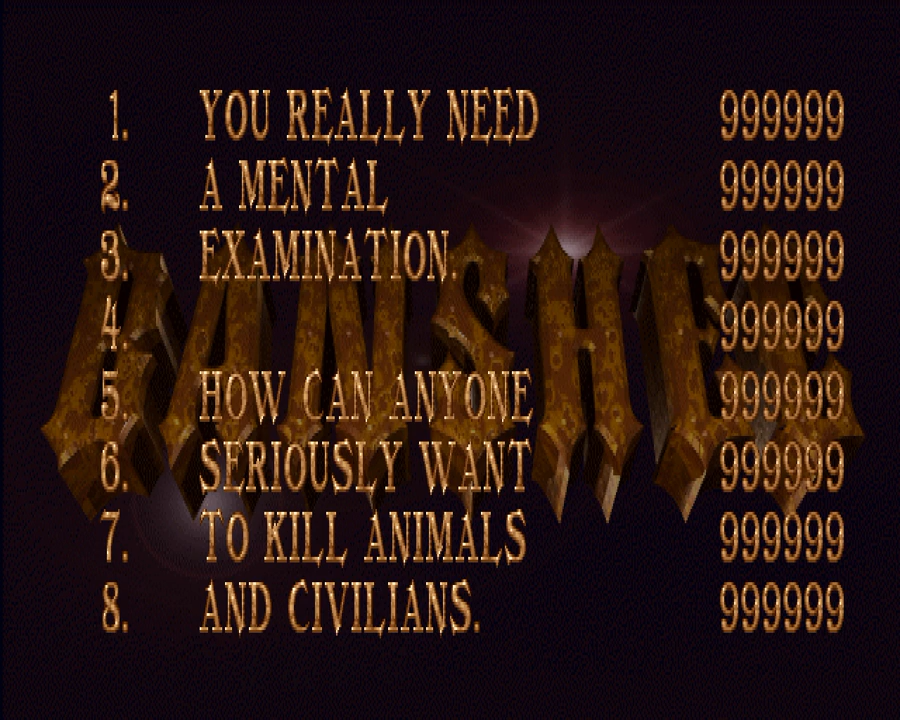 BANSHEE
1. YOU REALLY NEED 999999
2. A MENTAL 999999
3. EXAMINATION. 999999
4. 999999
5. HOW CAN ANYONE 999999
6. SERIOUSLY WANT 999999
7. TO KILL ANIMALS 999999
8. AND CIVILIANS. 999999